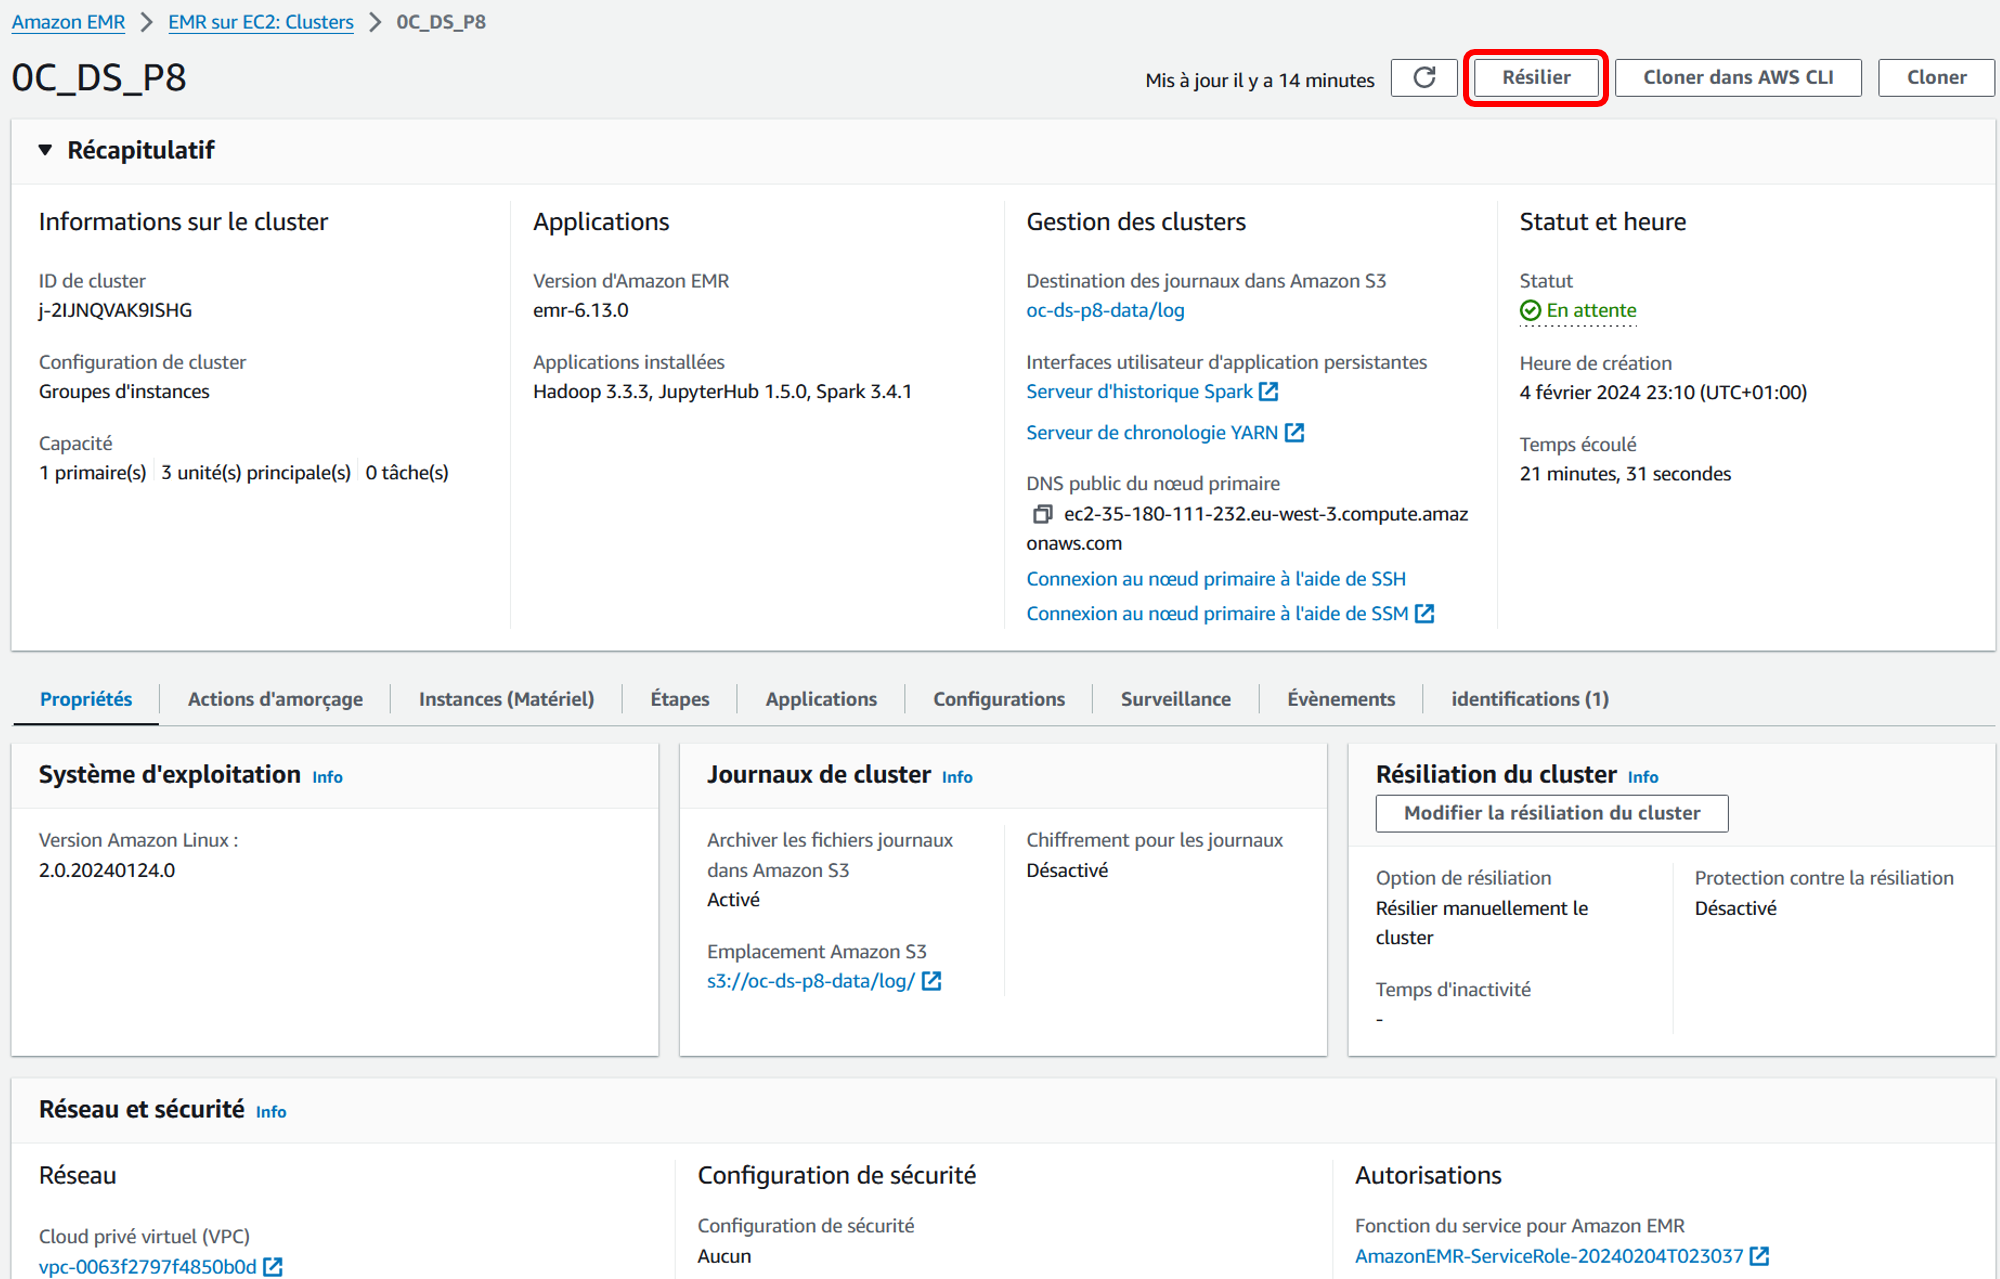 Amazon EMR > EMR sur EC2: Clusters > 0C_DS_P8
0C_DS_P8
Mis à jour il y a 14 minutes
Résilier
Cloner dans AWS CLI
Cloner
Récapitulatif
Informations sur le cluster
ID de cluster
j-2IJNQVAK9ISHG
Configuration de cluster
Groupes d'instances
Capacité
1 primaire(s) 3 unité(s) principale(s) 0 tâche(s)
Applications
Version d'Amazon EMR
emr-6.13.0
Applications installées
Hadoop 3.3.3, JupyterHub 1.5.0, Spark 3.4.1
Gestion des clusters
Destination des journaux dans Amazon S3
oc-ds-p8-data/log
Interfaces utilisateur d'application persistantes
Serveur d'historique Spark
Serveur de chronologie YARN
DNS public du nœud primaire
ec2-35-180-111-232.eu-west-3.compute.amaz
onaws.com
Connexion au nœud primaire à l'aide de SSH
Connexion au nœud primaire à l'aide de SSM
Statut et heure
Statut
En attente
Heure de création
4 février 2024 23:10 (UTC+01:00)
Temps écoulé
21 minutes, 31 secondes
Propriétés
Actions d'amorçage
Instances (Matériel)
Étapes
Applications
Configurations
Surveillance
Évènements
identifications (1)
Système d'exploitation Info
Version Amazon Linux :
2.0.20240124.0
Journaux de cluster Info
Archiver les fichiers journaux
dans Amazon S3
Activé
Emplacement Amazon S3
s3://oc-ds-p8-data/log/
Chiffrement pour les journaux
Désactivé
Résiliation du cluster Info
Modifier la résiliation du cluster
Option de résiliation
Résilier manuellement le
cluster
Temps d'inactivité
-
Protection contre la résiliation
Désactivé
Réseau et sécurité Info
Réseau
Cloud privé virtuel (VPC)
vpc-0063f2797f4850b0d
Configuration de sécurité
Configuration de sécurité
Aucun
Autorisations
Fonction du service pour Amazon EMR
AmazonEMR-ServiceRole-20240204T023037